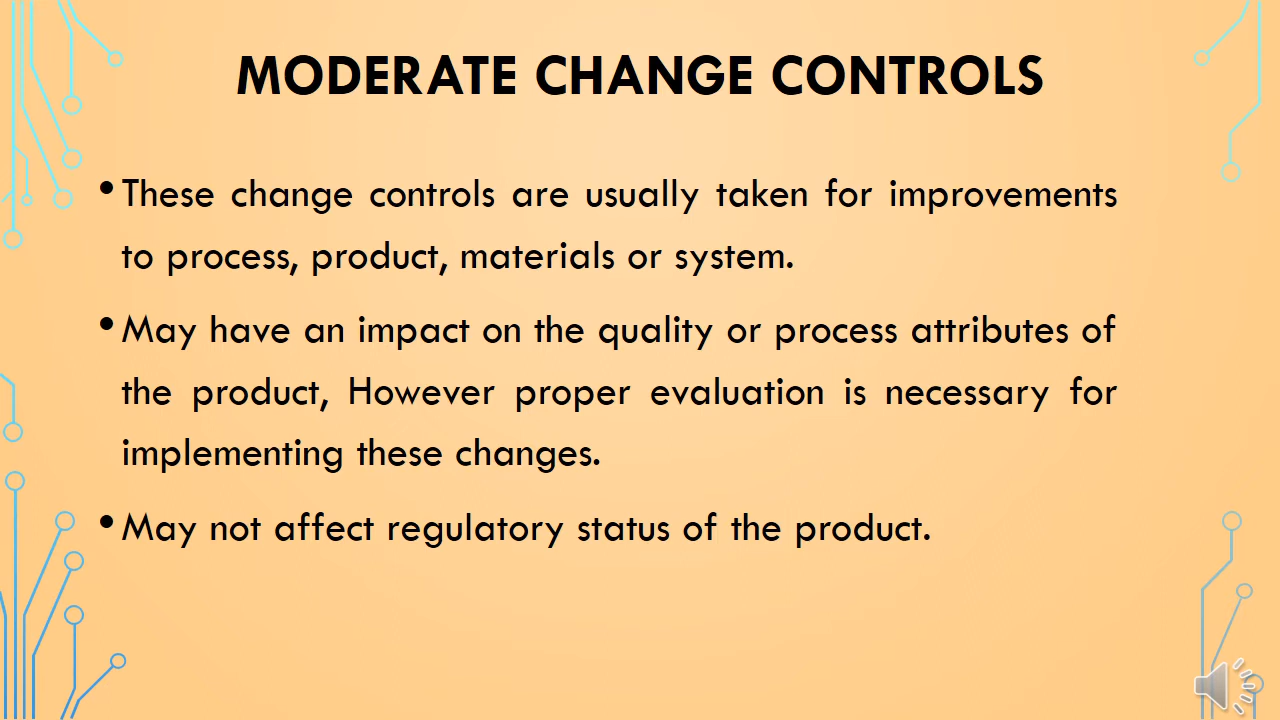 MODERATE CHANGE CONTROLS
• These change controls are usually taken for improvements
to process, product, materials or system.
• May have an impact on the quality or process attributes of
the product, However proper evaluation is necessary for
implementing these changes.
• May not affect regulatory status of the product.